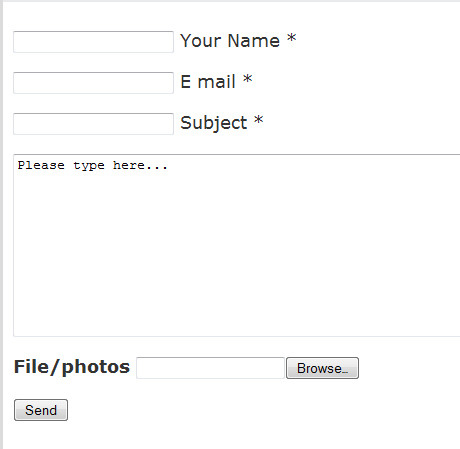 Your Name *
E mail *
Subject *
Please type here...
File/photos Browse..
Send